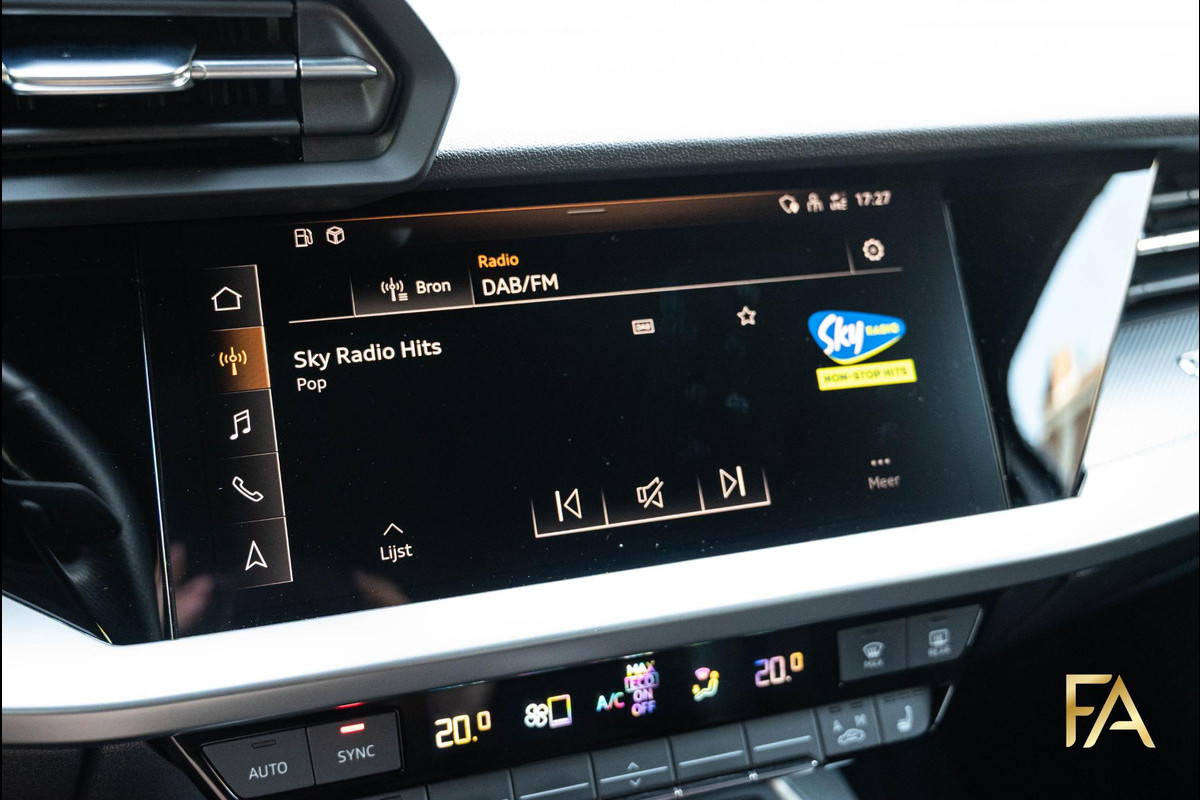 17:27
Radio
Bron
DAB/FM
DAB
Sky RADIO
NON-STOP HITS
Sky Radio Hits
Pop
Meer
Lijst
MAX
REAR
MAX
ECO
A/C ON
OFF
20.0
20.0
AUTO
SYNC
A M
FA